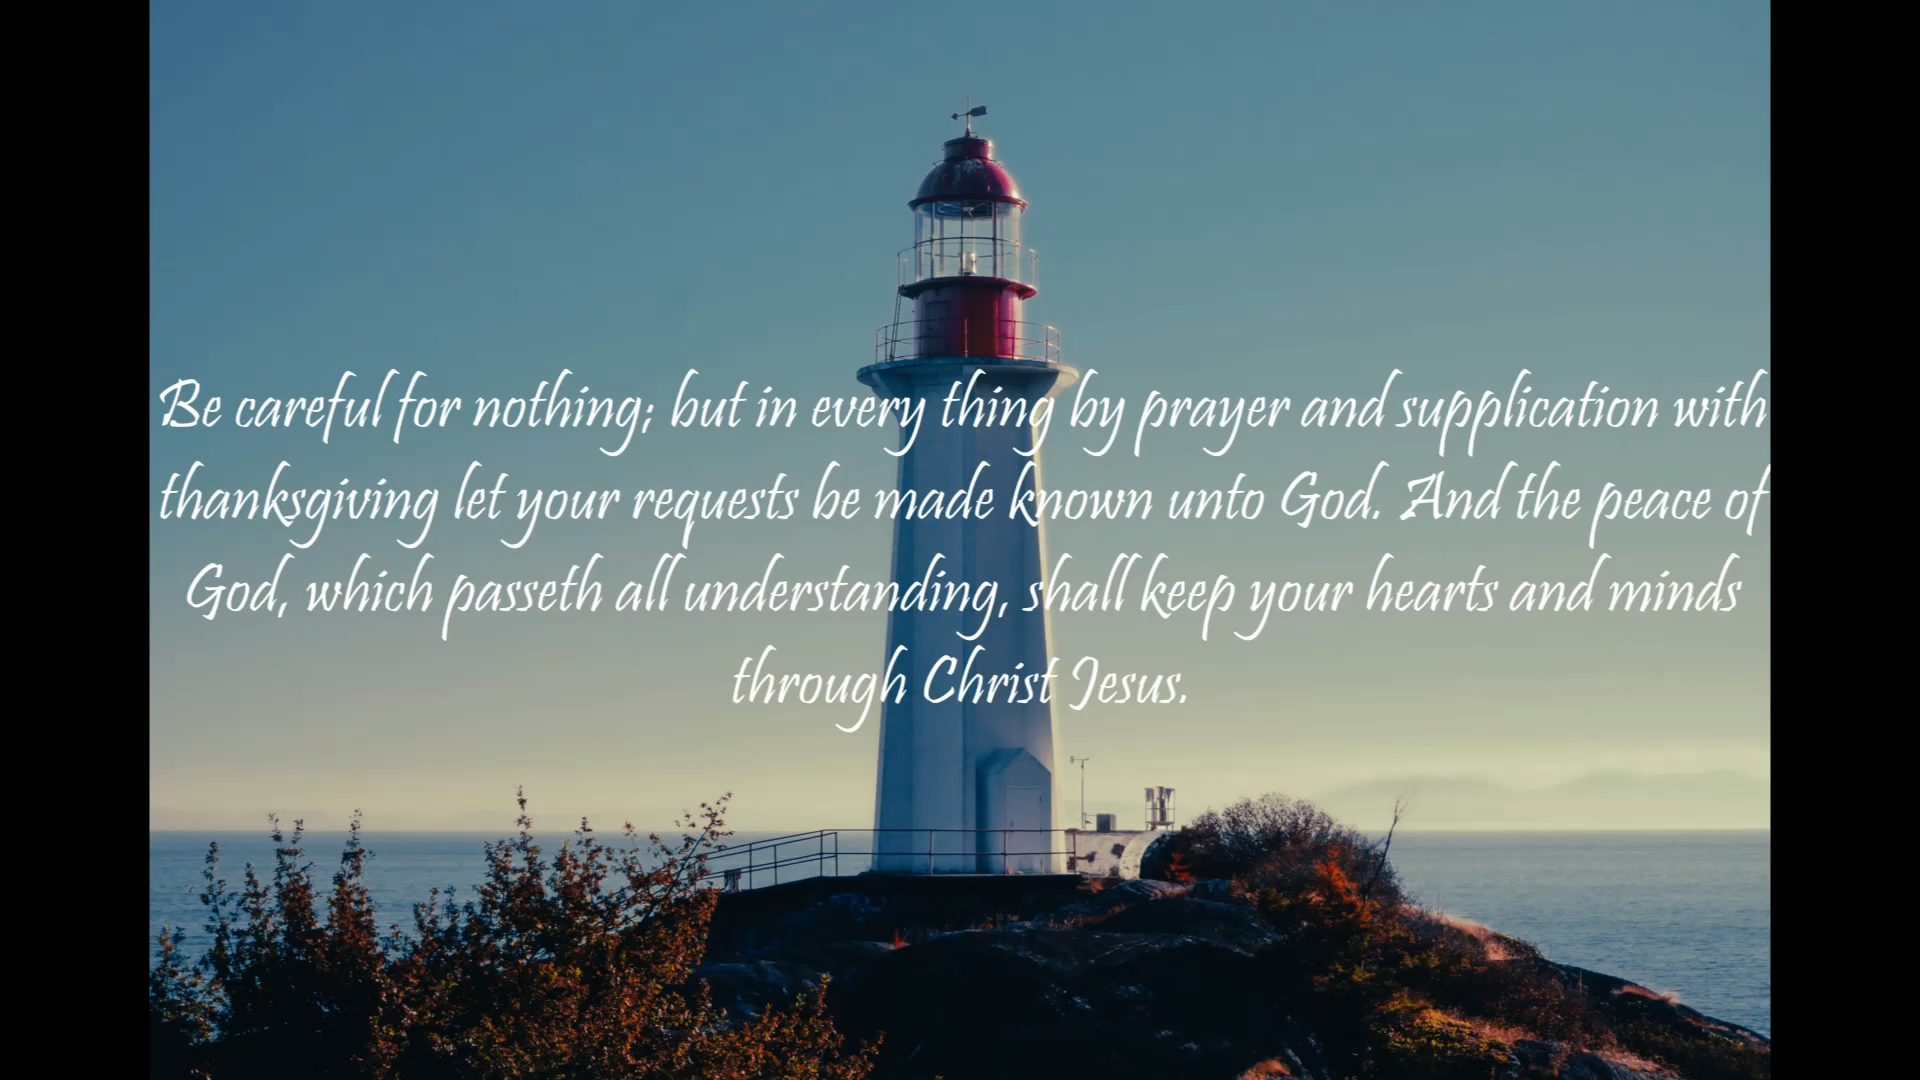 Be careful for nothing; but in every thing by prayer and supplication with
thanksgiving let your requests be made known unto God. And the peace of
God, which passeth all understanding, shall keep your hearts and minds
through Christ Jesus.